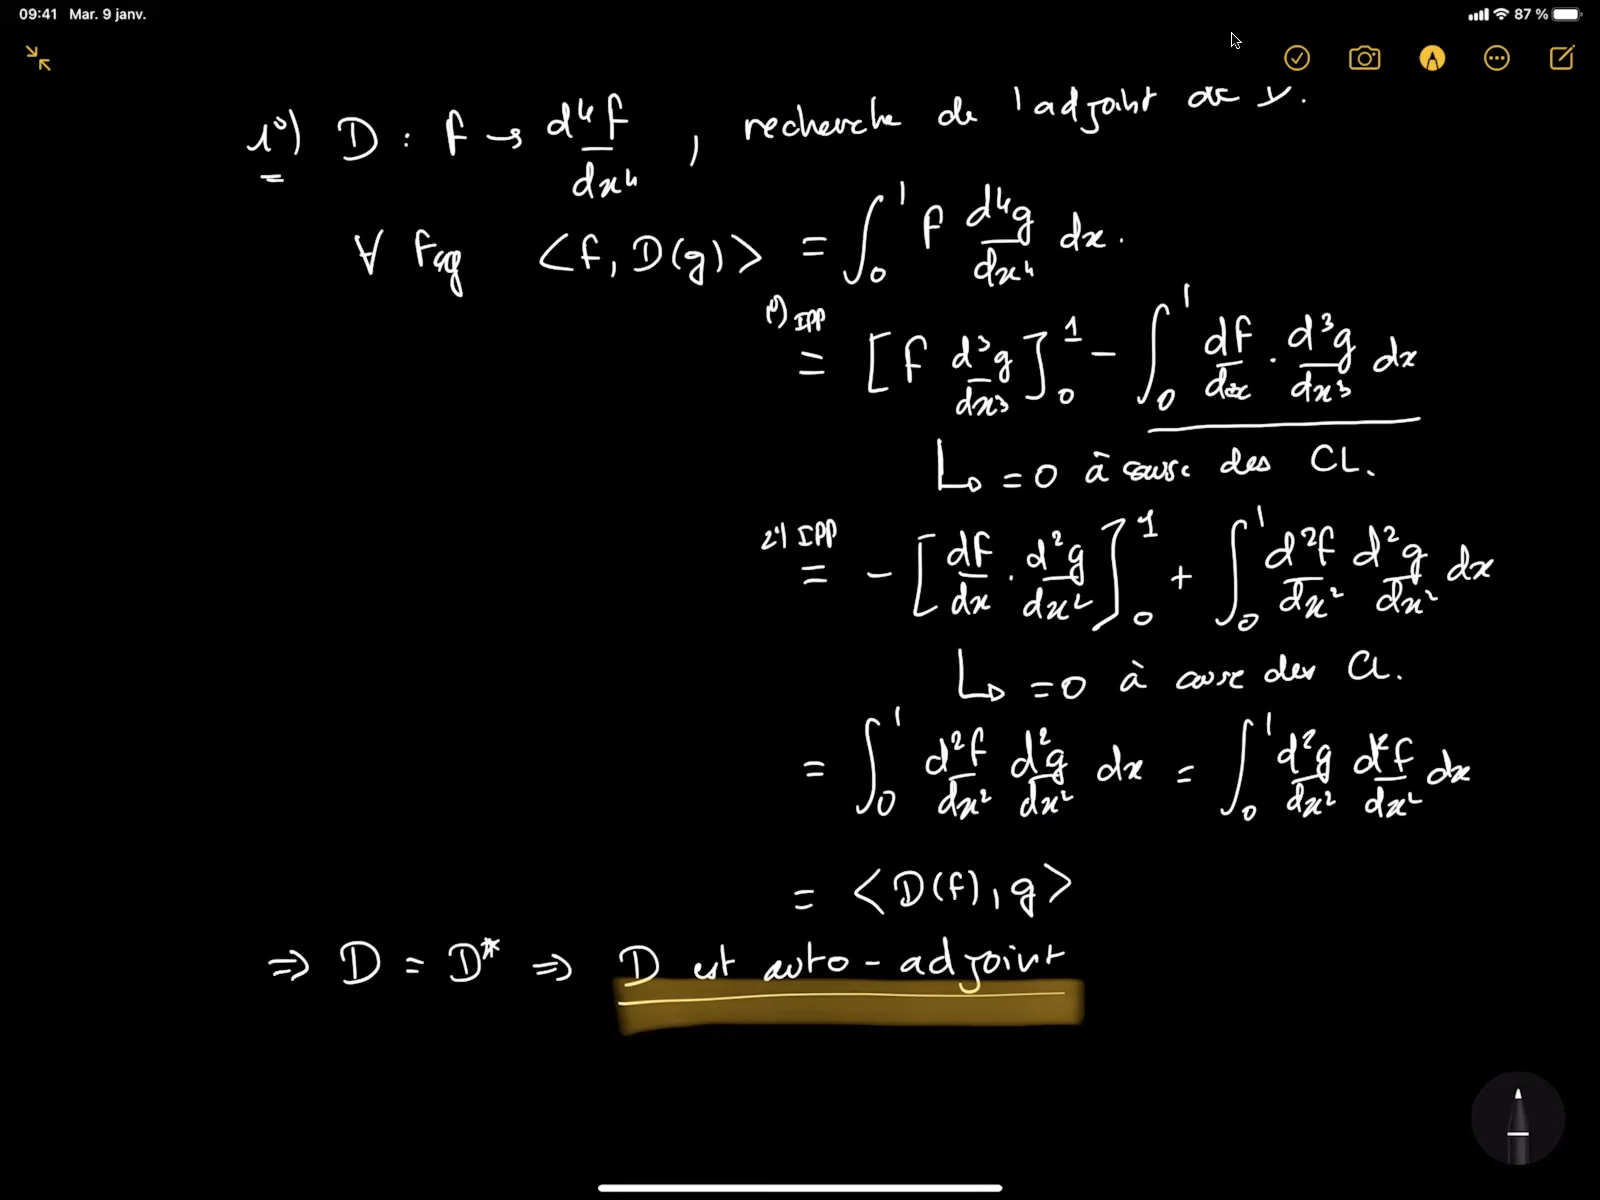 09:41 Mar. 9 janv. 87 %
1°) D : f → d⁴f/dx⁴ , recherche de l'adjoint de
∀ f,g <f, D(g)> = ∫₀¹ f d⁴g/dx⁴ dx.
1°) IPP
= [f d³g/dx³]₀¹ - ∫₀¹ df/dx · d³g/dx³ dx
↳ = 0 à cause des CL.
2°) IPP
= - [df/dx · d²g/dx²]₀¹ + ∫₀¹ d²f/dx² d²g/dx² dx
↳ = 0 à cause des CL.
= ∫₀¹ d²f/dx² d²g/dx² dx = ∫₀¹ d²g/dx² d²f/dx² dx
= <D(f), g>
⇒ D = D* ⇒ D est auto-adjoint